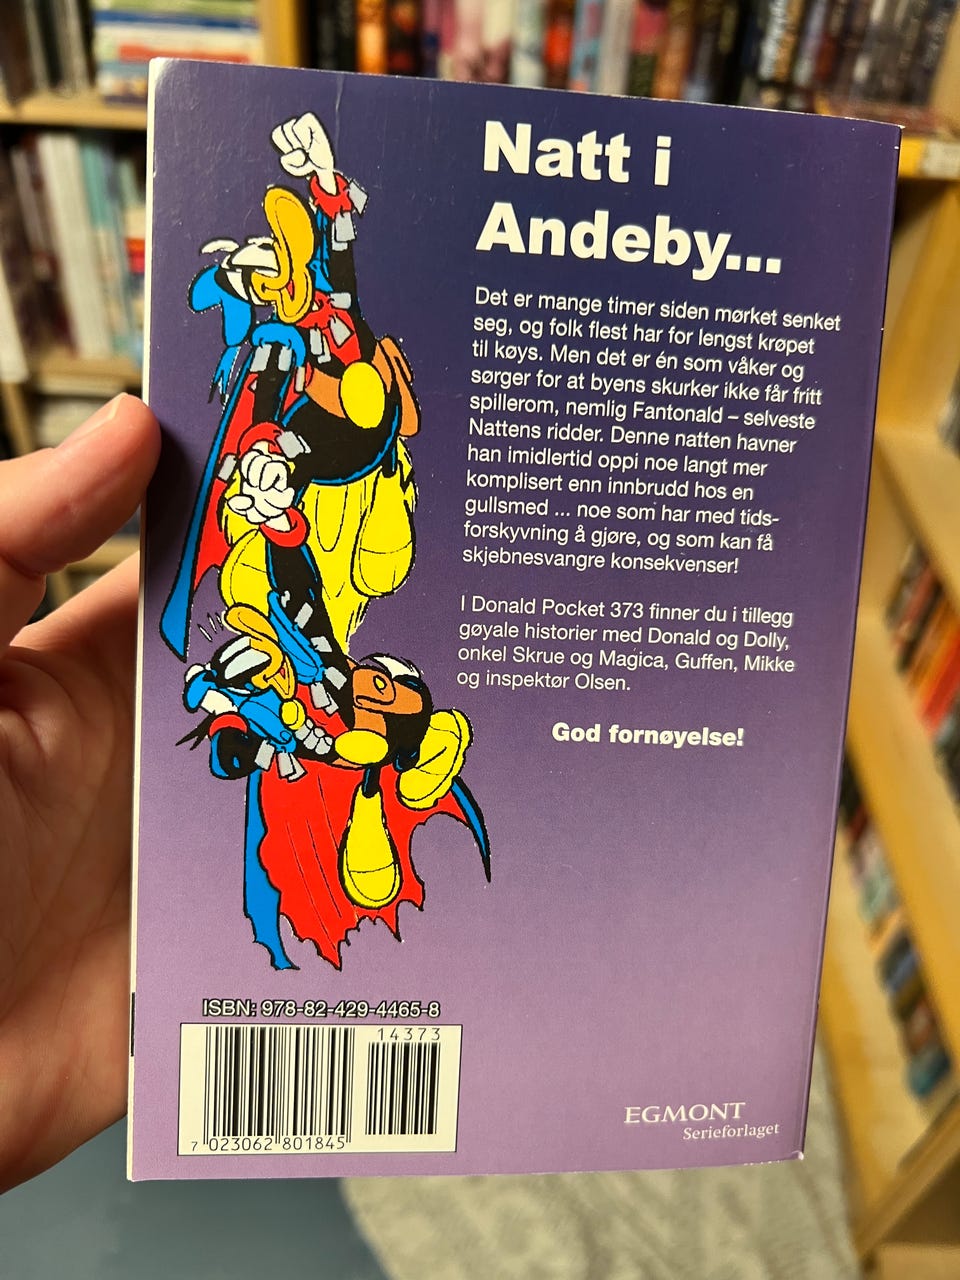 Natt i
Andeby...
Det er mange timer siden mørket senket
seg, og folk flest har for lengst krøpet
til køys. Men det er én som våker og
sørger for at byens skurker ikke får fritt
spillerom, nemlig Fantonald – selveste
Nattens ridder. Denne natten havner
han imidlertid oppi noe langt mer
komplisert enn innbrudd hos en
gullsmed ... noe som har med tids-
forskyvning å gjøre, og som kan få
skjebnesvangre konsekvenser!
I Donald Pocket 373 finner du i tillegg
gøyale historier med Donald og Dolly,
onkel Skrue og Magica, Guffen, Mikke
og inspektør Olsen.
God fornøyelse!
ISBN: 978-82-429-4465-8
14373
7 023062 801845
EGMONT
Serieforlaget